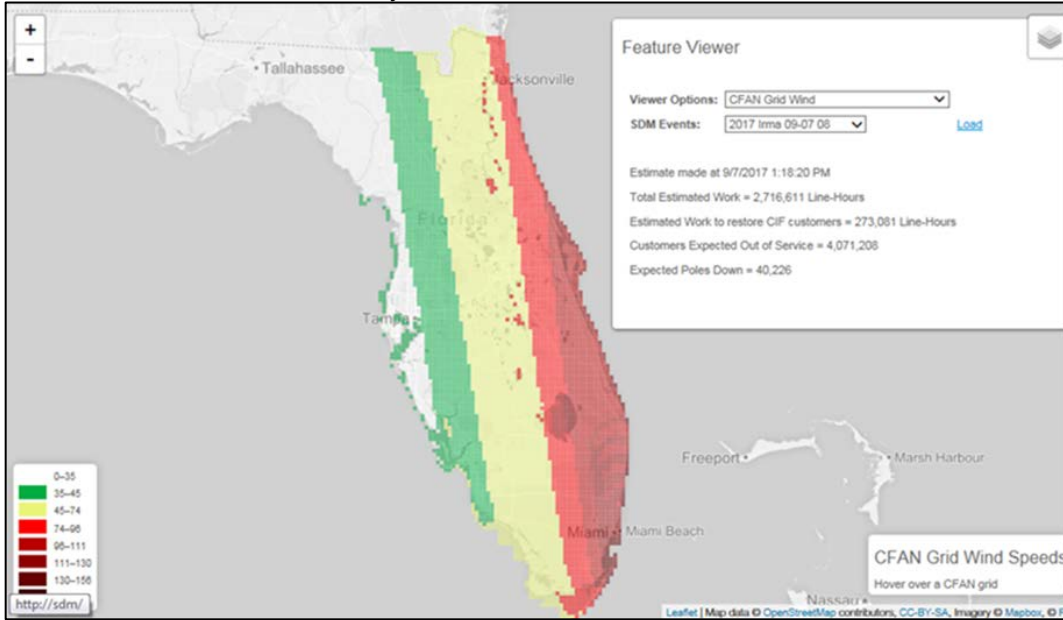 +
-
Tallahassee
Jacksonville
Florida
Tampa
Miami
Miami Beach
Freeport
Marsh Harbour
Nassau
Feature Viewer
Viewer Options: CFAN Grid Wind
SDM Events: 2017 Irma 09-07 08 Load
Estimate made at 9/7/2017 1:18:20 PM
Total Estimated Work = 2,716,611 Line-Hours
Estimated Work to restore CIF customers = 273,081 Line-Hours
Customers Expected Out of Service = 4,071,208
Expected Poles Down = 40,226
0–35
35–45
45–74
74–96
96–111
111–130
130–156
http://sdm/
CFAN Grid Wind Speeds
Hover over a CFAN grid
Leaflet | Map data © OpenStreetMap contributors, CC-BY-SA, Imagery © Mapbox, ©